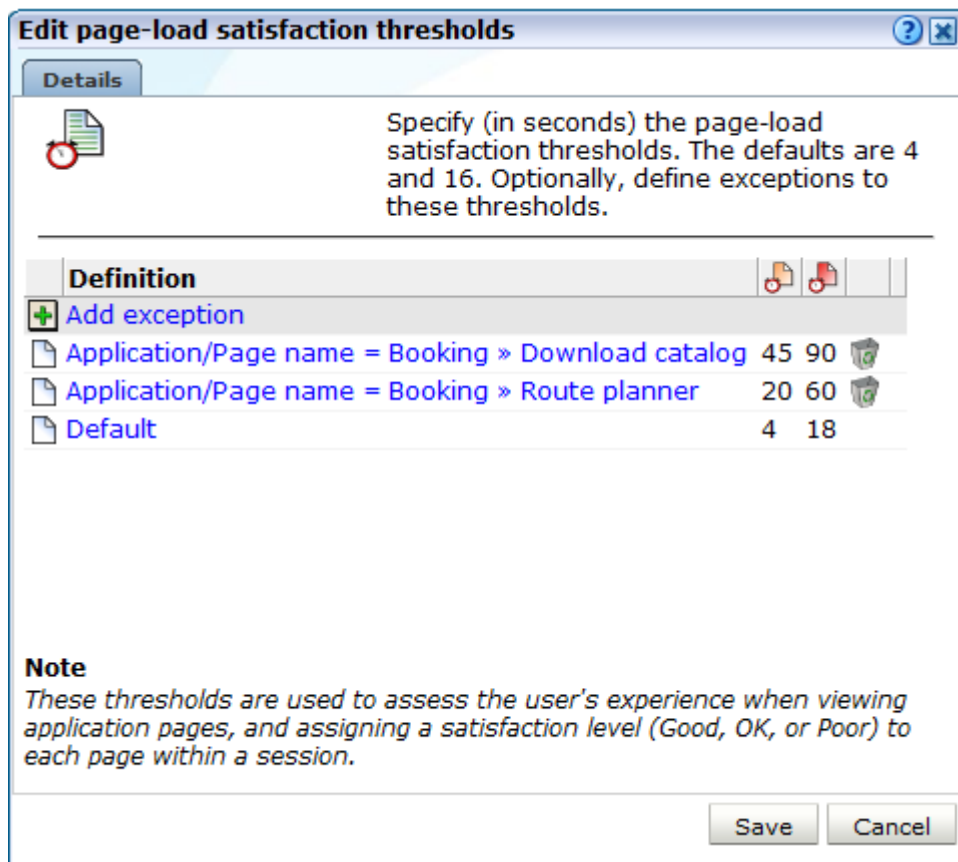 Edit page-load satisfaction thresholds
Details
Specify (in seconds) the page-load
satisfaction thresholds. The defaults are 4
and 16. Optionally, define exceptions to
these thresholds.
Definition
Add exception
Application/Page name = Booking » Download catalog 45 90
Application/Page name = Booking » Route planner 20 60
Default 4 18
Note
These thresholds are used to assess the user's experience when viewing
application pages, and assigning a satisfaction level (Good, OK, or Poor) to
each page within a session.
Save Cancel